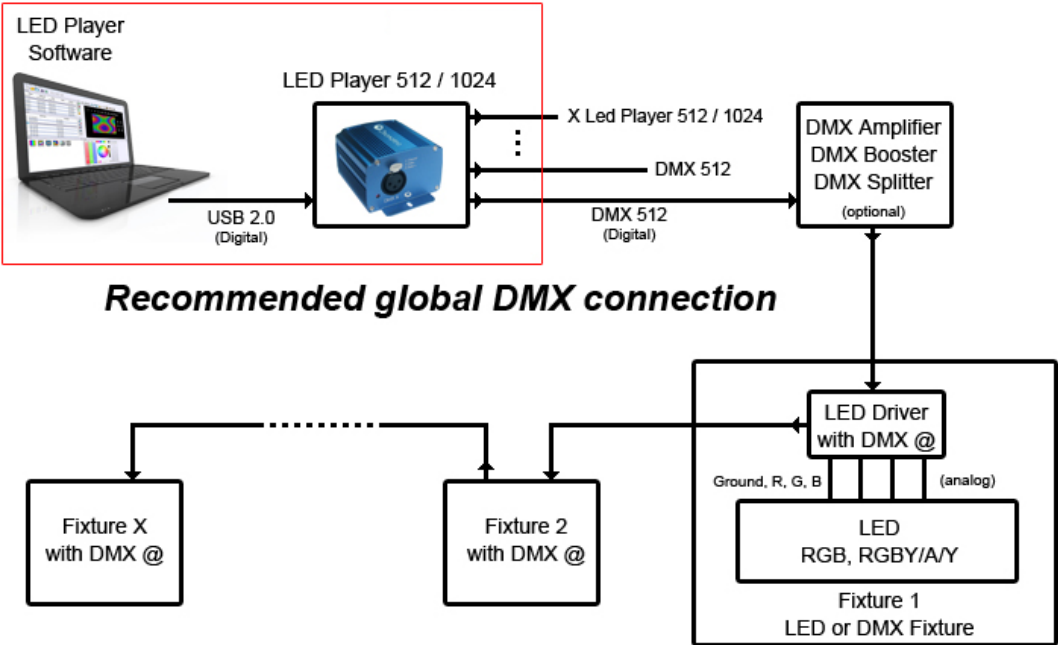 LED Player
Software
LED Player 512 / 1024
X Led Player 512 / 1024
DMX 512
USB 2.0
(Digital)
DMX 512
(Digital)
DMX Amplifier
DMX Booster
DMX Splitter
(optional)
Recommended global DMX connection
LED Driver
with DMX @
Ground, R, G, B
(analog)
LED
RGB, RGBY/A/Y
Fixture 1
LED or DMX Fixture
Fixture 2
with DMX @
Fixture X
with DMX @